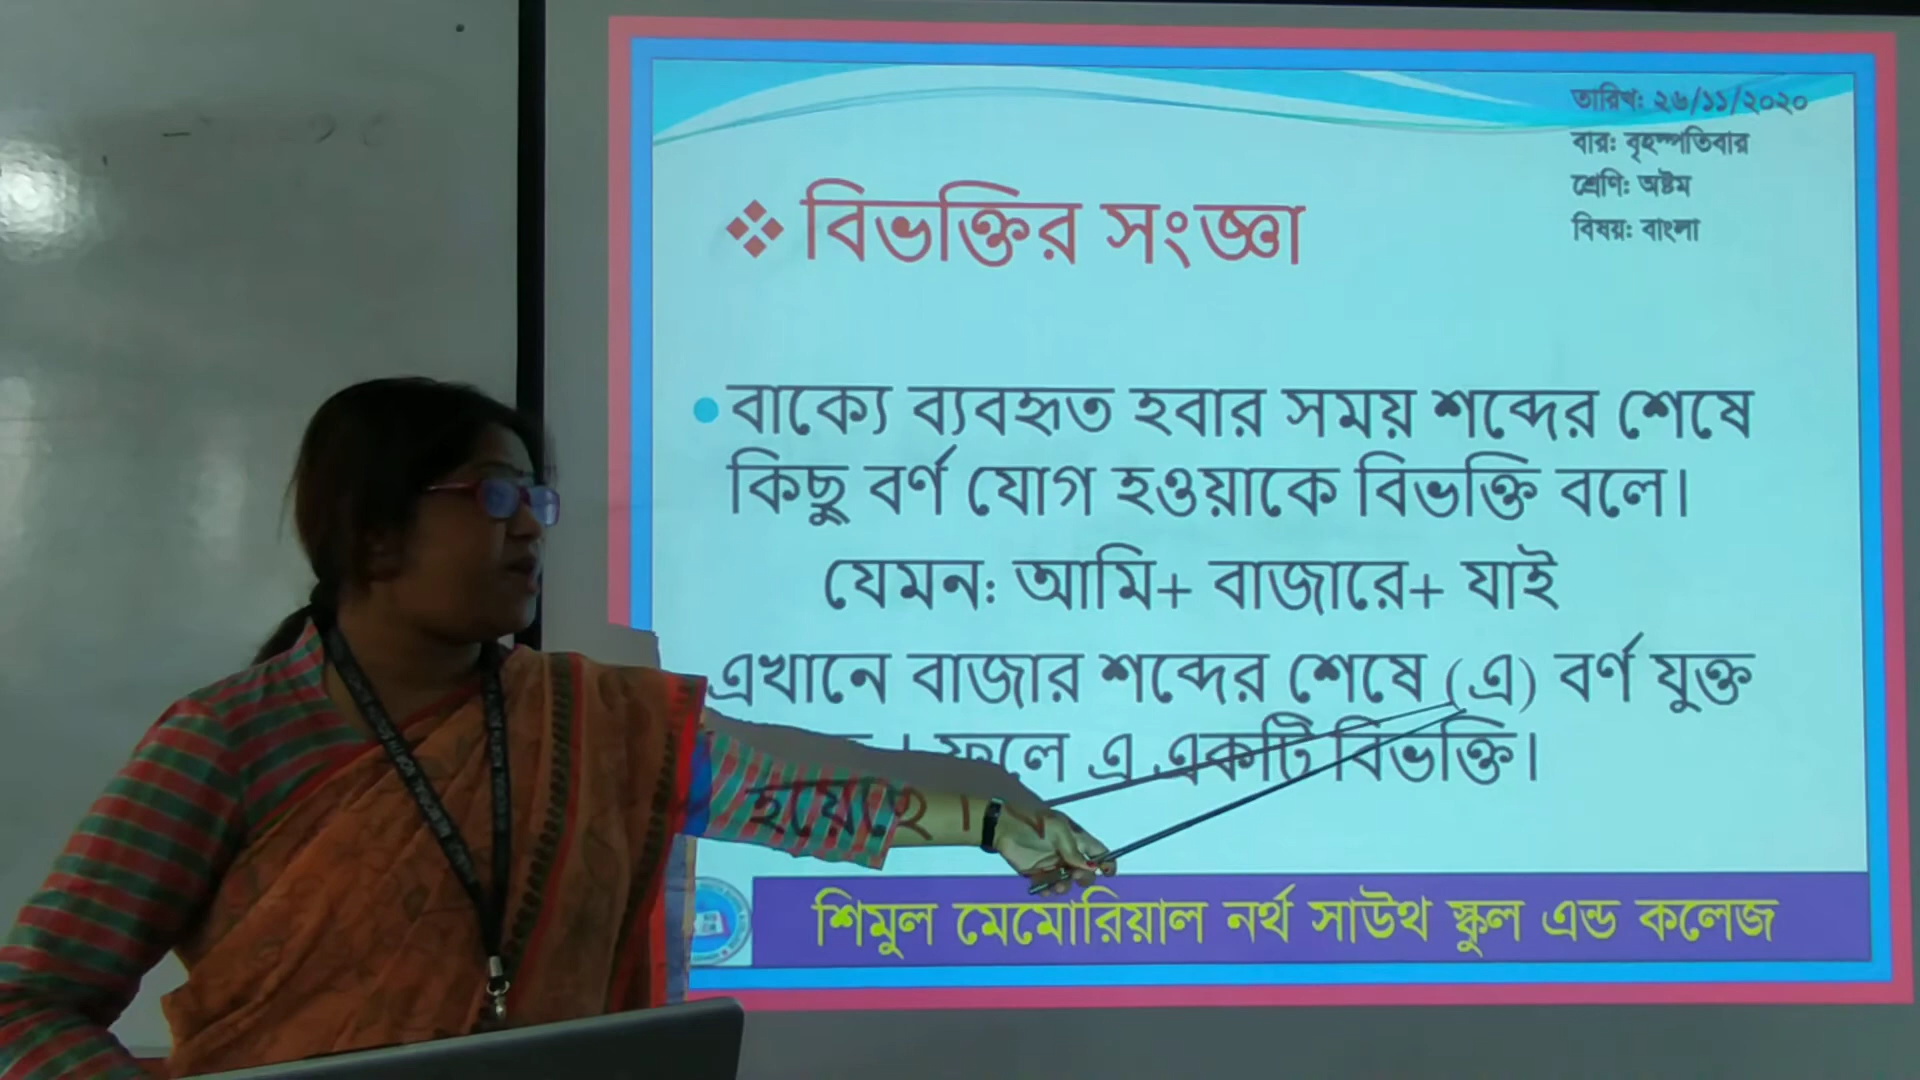 তারিখ: ২৬/১১/২০২০
বার: বৃহস্পতিবার
শ্রেণি: অষ্টম
বিষয়: বাংলা
বিভক্তির সংজ্ঞা
বাক্যে ব্যবহৃত হবার সময় শব্দের শেষে
কিছু বর্ণ যোগ হওয়াকে বিভক্তি বলে।
যেমন: আমি+ বাজারে+ যাই
এখানে বাজার শব্দের শেষে (এ) বর্ণ যুক্ত
হয়েছে । ফলে এ একটি বিভক্তি।
শিমুল মেমোরিয়াল নর্থ সাউথ স্কুল এন্ড কলেজ